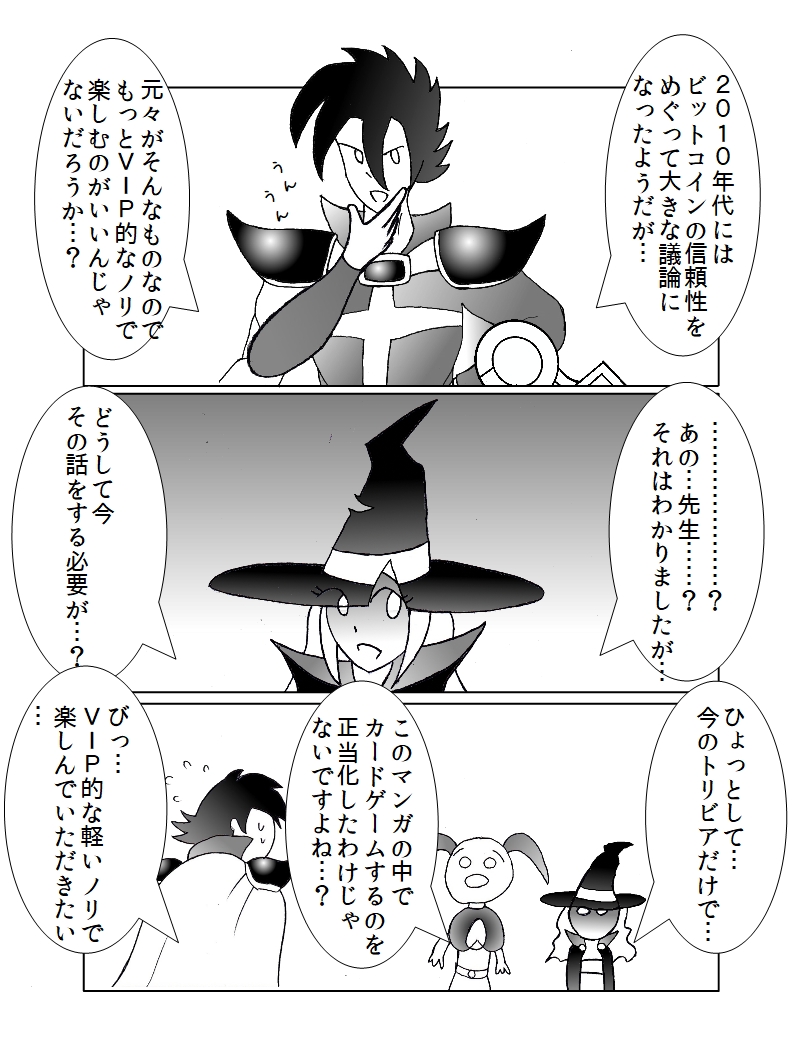 2010年代には
ビットコインの信頼性を
めぐって大きな議論に
なったようだが…
うんうん
元々がそんなものなので
もっとVIP的なノリで
楽しむのがいいんじゃ
ないだろうか…?
…………………?
あの…先生……?
それはわかりましたが…
どうして今
その話をする必要が…?
ひょっとして…
今のトリビアだけで…
このマンガの中で
カードゲームするのを
正当化したわけじゃ
ないですよね…?
びっ…
VIP的な軽いノリで
楽しんでいただきたい
…